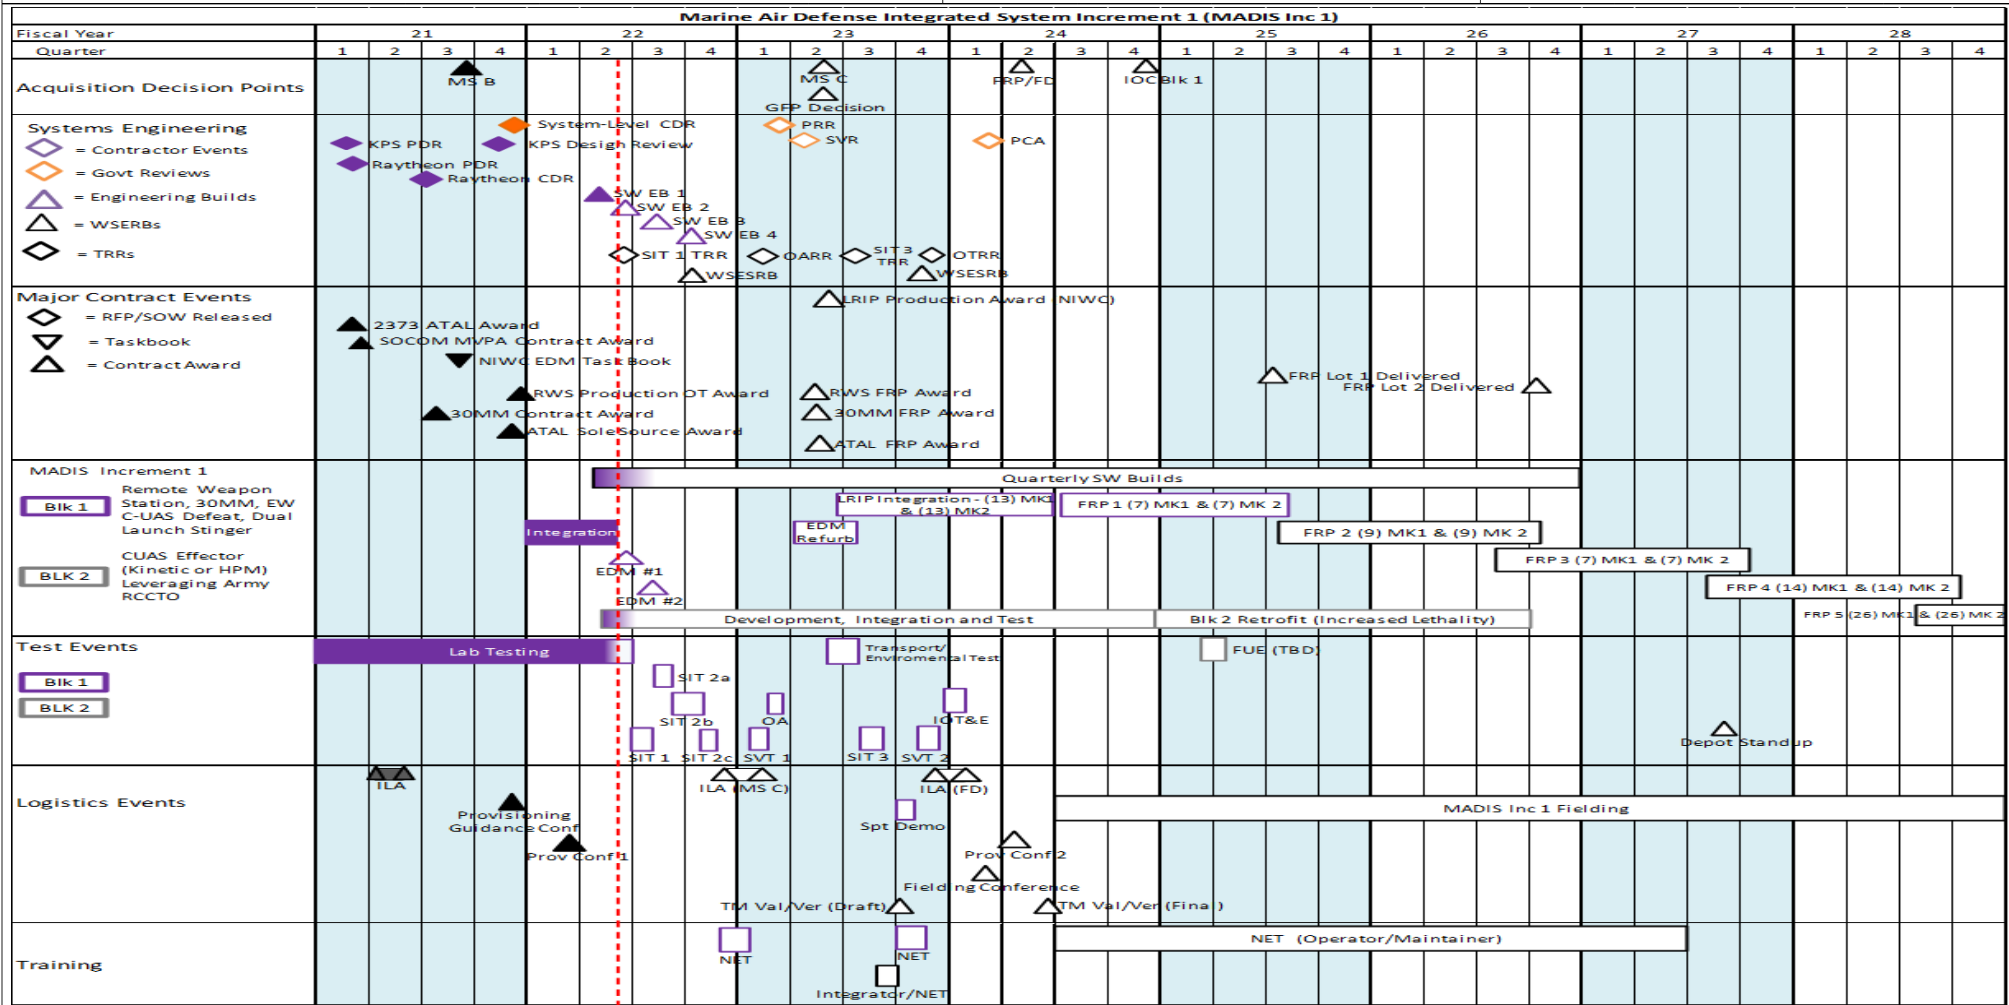 Marine Air Defense Integrated System Increment 1 (MADIS Inc 1)
Fiscal Year 21 22 23 24 25 26 27 28
Quarter 1 2 3 4 1 2 3 4 1 2 3 4 1 2 3 4 1 2 3 4 1 2 3 4 1 2 3 4 1 2 3 4
Acquisition Decision Points
MS B
MS C
GFP Decision
FRP/FD
IOC Blk 1
Systems Engineering
= Contractor Events
= Govt Reviews
= Engineering Builds
= WSERBs
= TRRs
System-Level CDR
KPS PDR
KPS Design Review
Raytheon PDR
Raytheon CDR
PRR
SVR
PCA
SW EB 1
SW EB 2
SW EB 3
SW EB 4
SIT 1 TRR
OARR
SIT 3
TRR
OTRR
WSESRB
WSESRB
Major Contract Events
= RFP/SOW Released
= Taskbook
= Contract Award
LRIP Production Award (NIWC)
2373 ATAL Award
SOCOM MVPA Contract Award
NIWC EDM Task Book
FRP Lot 1 Delivered
FRP Lot 2 Delivered
RWS Production OT Award
RWS FRP Award
30MM Contract Award
30MM FRP Award
ATAL Sole Source Award
ATAL FRP Award
MADIS Increment 1
Blk 1
Remote Weapon
Station, 30MM, EW
C-UAS Defeat, Dual
Launch Stinger
BLK 2
CUAS Effector
(Kinetic or HPM)
Leveraging Army
RCCTO
Quarterly SW Builds
LRIP Integration - (13) MK1
& (13) MK2
FRP 1 (7) MK1 & (7) MK 2
Integration
EDM
Refurb
FRP 2 (9) MK1 & (9) MK 2
EDM #1
FRP 3 (7) MK1 & (7) MK 2
EDM #2
FRP 4 (14) MK1 & (14) MK 2
FRP 5 (26) MK1 & (26) MK 2
Development, Integration and Test
Blk 2 Retrofit (Increased Lethality)
Test Events
Blk 1
BLK 2
Lab Testing
Transport/
Enviromental Test
FUE (TBD)
SIT 2a
SIT 2b
OA
IOT&E
SIT 1
SIT 2c
SVT 1
SIT 3
SVT 2
Depot Standup
Logistics Events
ILA
ILA (MS C)
ILA (FD)
Provisioning
Guidance Conf
Spt Demo
MADIS Inc 1 Fielding
Prov Conf 1
Prov Conf 2
Fielding Conference
TM Val/Ver (Draft)
TM Val/Ver (Final)
Training
NET
NET
NET (Operator/Maintainer)
Integrator/NET